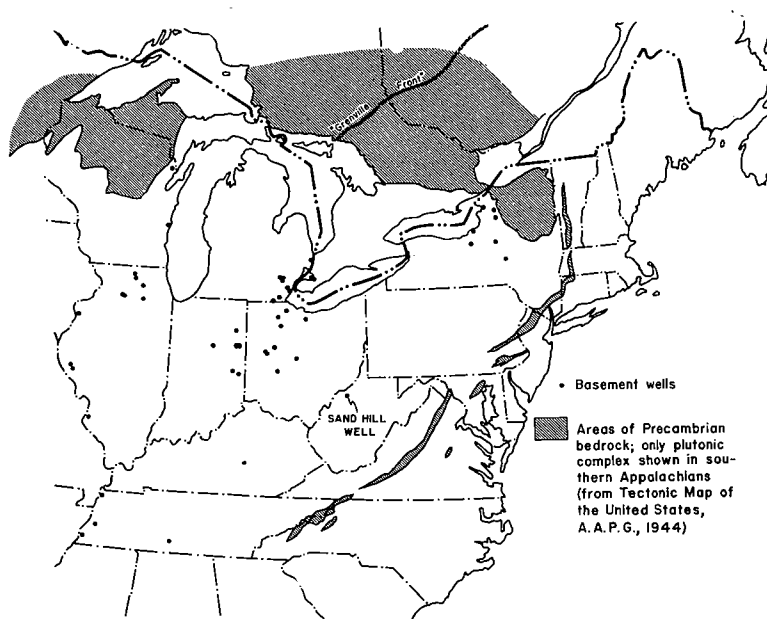 "Grenville Front"
SAND HILL
WELL
• Basement wells
Areas of Precambrian
bedrock; only plutonic
complex shown in sou-
thern Appalachians
(from Tectonic Map of
the United States,
A.A.P.G., 1944)